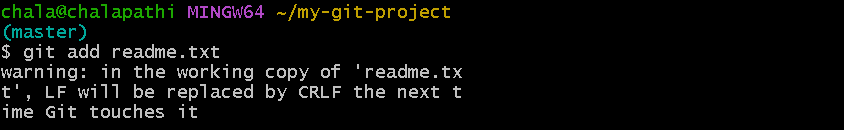 chala@chalapathi MINGW64 ~/my-git-project
(master)
$ git add readme.txt
warning: in the working copy of 'readme.tx
t', LF will be replaced by CRLF the next t
ime Git touches it